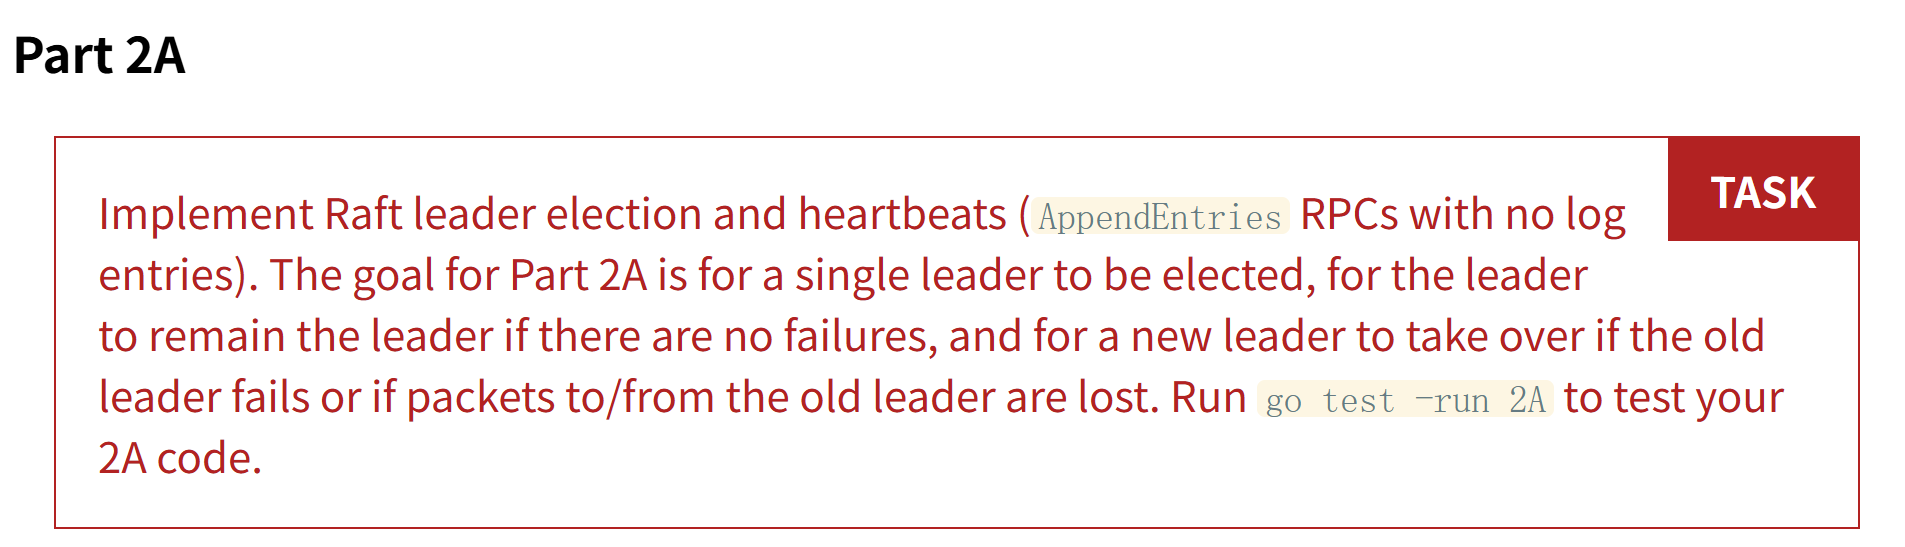 Part 2A
TASK
Implement Raft leader election and heartbeats (AppendEntries RPCs with no log
entries). The goal for Part 2A is for a single leader to be elected, for the leader
to remain the leader if there are no failures, and for a new leader to take over if the old
leader fails or if packets to/from the old leader are lost. Run go test -run 2A to test your
2A code.